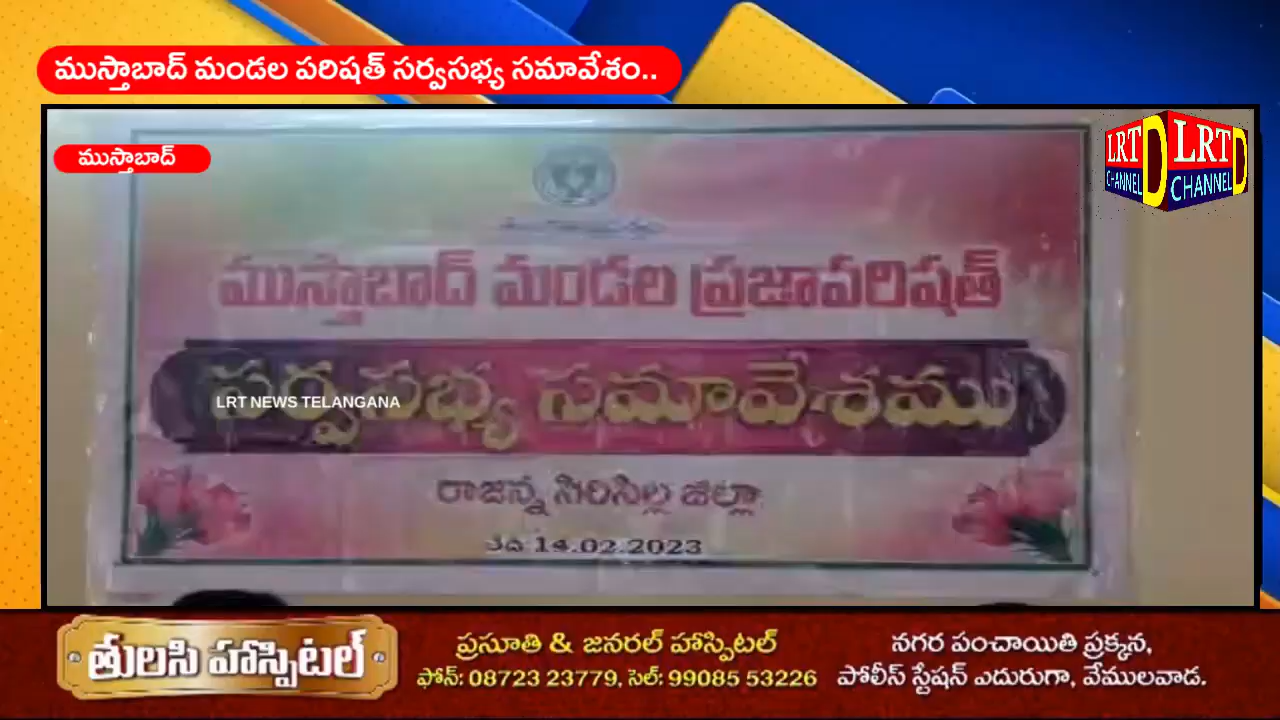 ముస్తాబాద్ మండల పరిషత్ సర్వసభ్య సమావేశం..
ముస్తాబాద్
LRT LRT
CHANNEL D CHANNEL D
ముస్తాబాద్ మండల ప్రజాపరిషత్
సర్వసభ్య సమావేశము
LRT NEWS TELANGANA
రాజన్న సిరిసిల్ల జిల్లా
తేది 14.02.2023
తులసి హాస్పిటల్
ప్రసూతి & జనరల్ హాస్పిటల్
ఫోన్: 08723 23779, సెల్: 99085 53226
నగర పంచాయితి ప్రక్కన,
పోలీస్ స్టేషన్ ఎదురుగా, వేములవాడ.